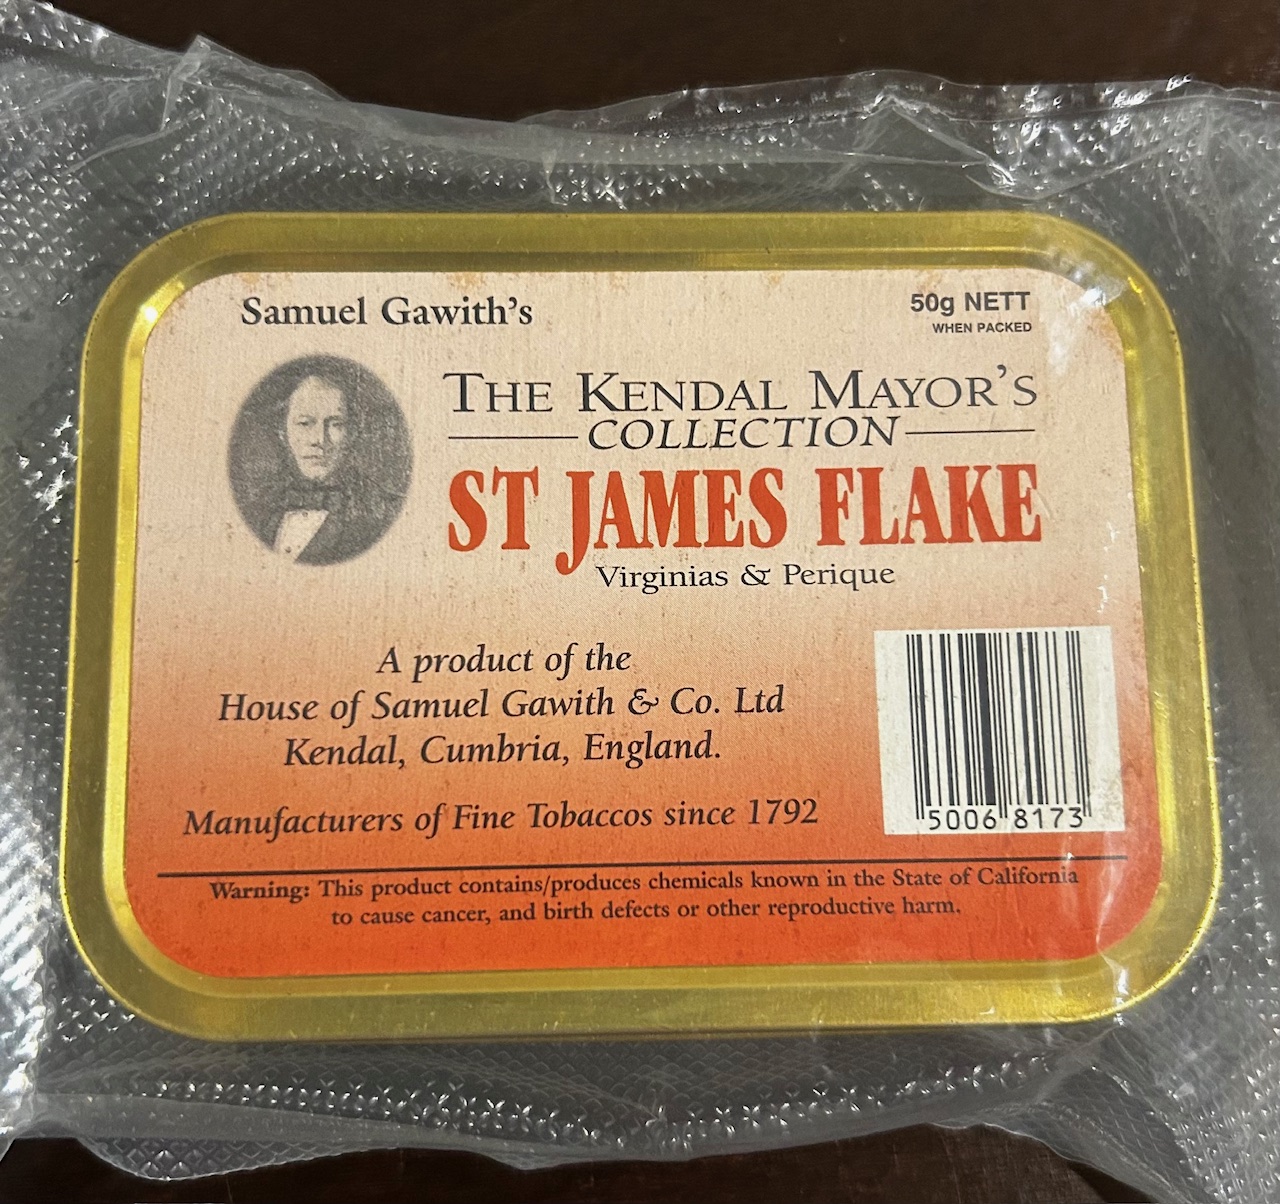 Samuel Gawith's
50g NETT
WHEN PACKED
THE KENDAL MAYOR'S
COLLECTION
ST JAMES FLAKE
Virginias & Perique
A product of the
House of Samuel Gawith & Co. Ltd
Kendal, Cumbria, England.
Manufacturers of Fine Tobaccos since 1792
5006 8173
Warning: This product contains/produces chemicals known in the State of California
to cause cancer, and birth defects or other reproductive harm.